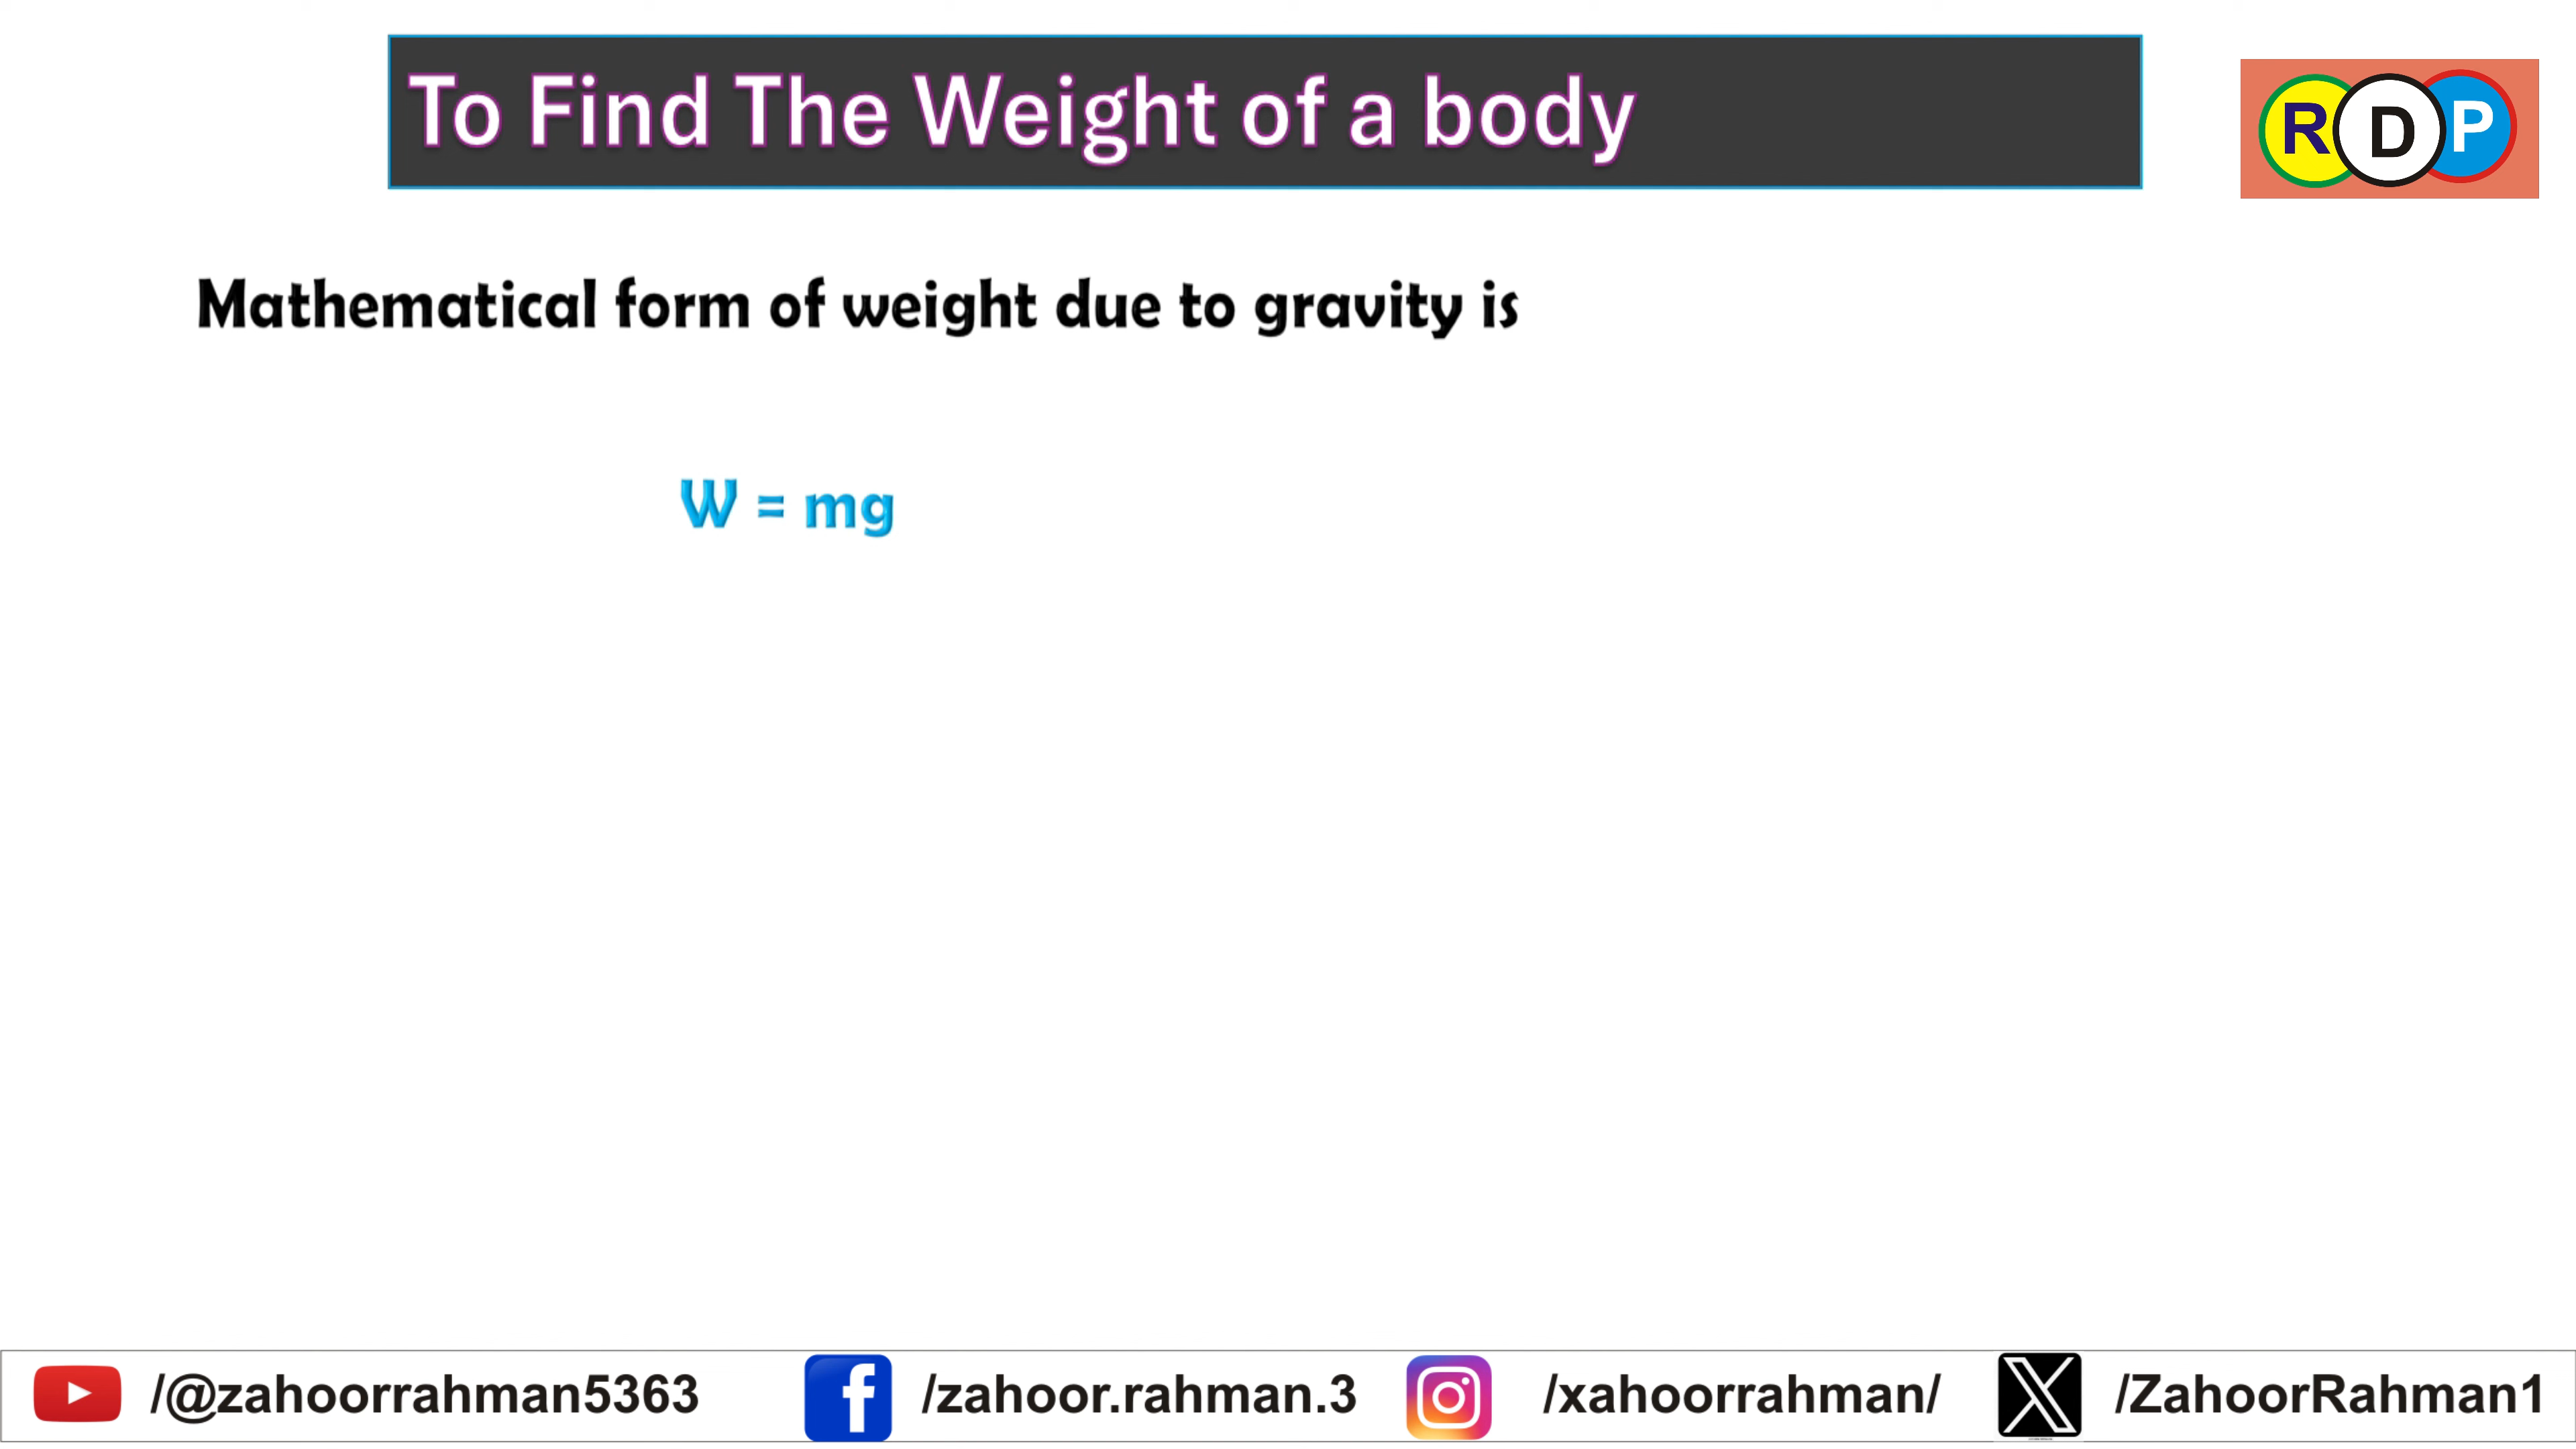 To Find The Weight of a body
R D P
Mathematical form of weight due to gravity is
W = mg
/@zahoorrahman5363 /zahoor.rahman.3 /xahoorrahman/ /ZahoorRahman1